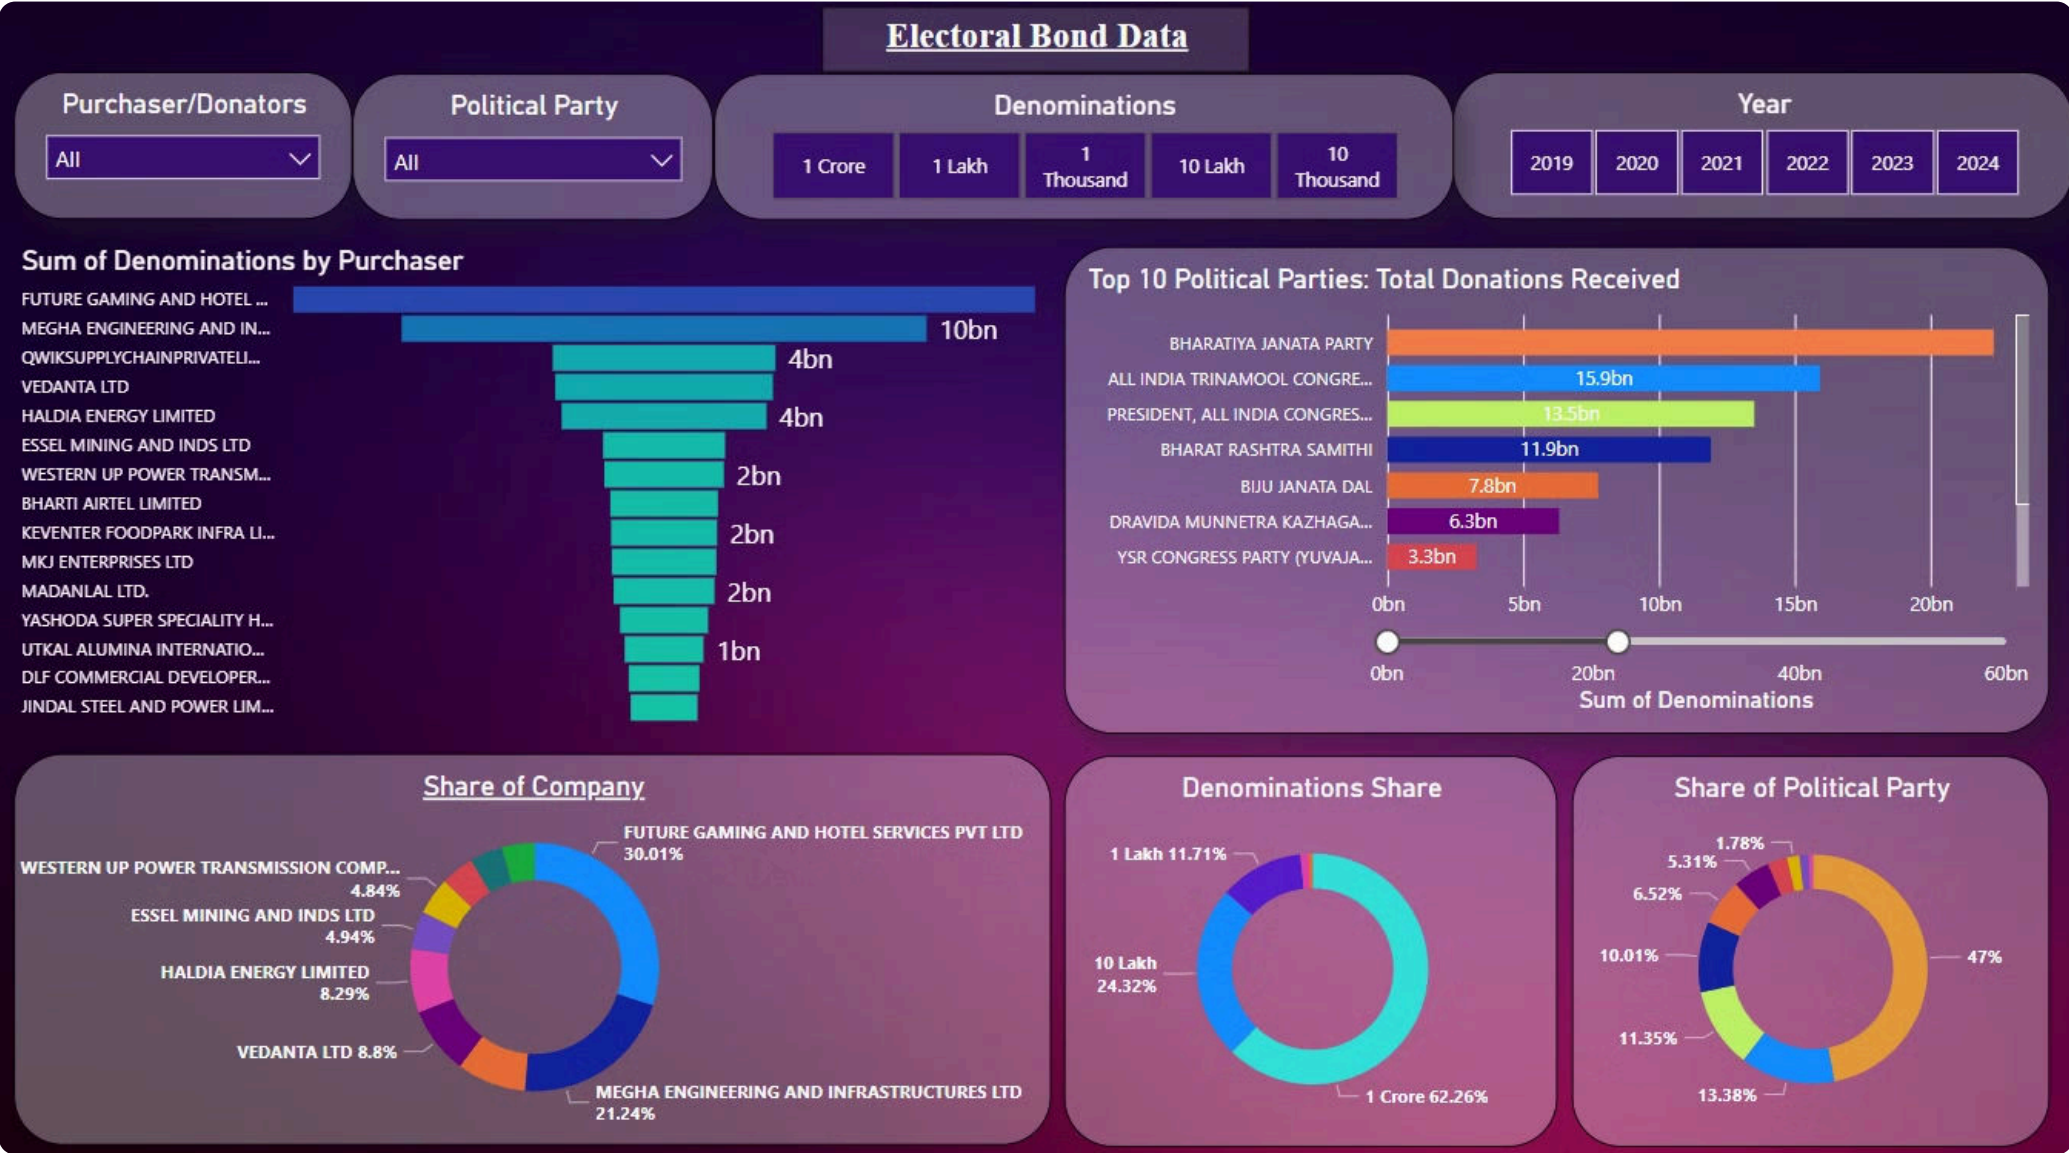 Electoral Bond Data
Purchaser/Donators
All
Political Party
All
Denominations
1 Crore
1 Lakh
1
Thousand
10 Lakh
10
Thousand
Year
2019
2020
2021
2022
2023
2024
Sum of Denominations by Purchaser
FUTURE GAMING AND HOTEL ...
MEGHA ENGINEERING AND IN...
10bn
QWIKSUPPLYCHAINPRIVATELI...
4bn
VEDANTA LTD
HALDIA ENERGY LIMITED
4bn
ESSEL MINING AND INDS LTD
WESTERN UP POWER TRANSM...
2bn
BHARTI AIRTEL LIMITED
KEVENTER FOODPARK INFRA LI...
2bn
MKJ ENTERPRISES LTD
MADANLAL LTD.
2bn
YASHODA SUPER SPECIALITY H...
UTKAL ALUMINA INTERNATIO...
1bn
DLF COMMERCIAL DEVELOPER...
JINDAL STEEL AND POWER LIM...
Top 10 Political Parties: Total Donations Received
BHARATIYA JANATA PARTY
ALL INDIA TRINAMOOL CONGRE...
15.9bn
PRESIDENT, ALL INDIA CONGRES...
13.5bn
BHARAT RASHTRA SAMITHI
11.9bn
BIJU JANATA DAL
7.8bn
DRAVIDA MUNNETRA KAZHAGA...
6.3bn
YSR CONGRESS PARTY (YUVAJA...
3.3bn
0bn 5bn 10bn 15bn 20bn
0bn 20bn 40bn 60bn
Sum of Denominations
Share of Company
FUTURE GAMING AND HOTEL SERVICES PVT LTD
30.01%
WESTERN UP POWER TRANSMISSION COMP...
4.84%
ESSEL MINING AND INDS LTD
4.94%
HALDIA ENERGY LIMITED
8.29%
VEDANTA LTD 8.8%
MEGHA ENGINEERING AND INFRASTRUCTURES LTD
21.24%
Denominations Share
1 Lakh 11.71%
10 Lakh
24.32%
1 Crore 62.26%
Share of Political Party
1.78%
5.31%
6.52%
10.01%
47%
11.35%
13.38%